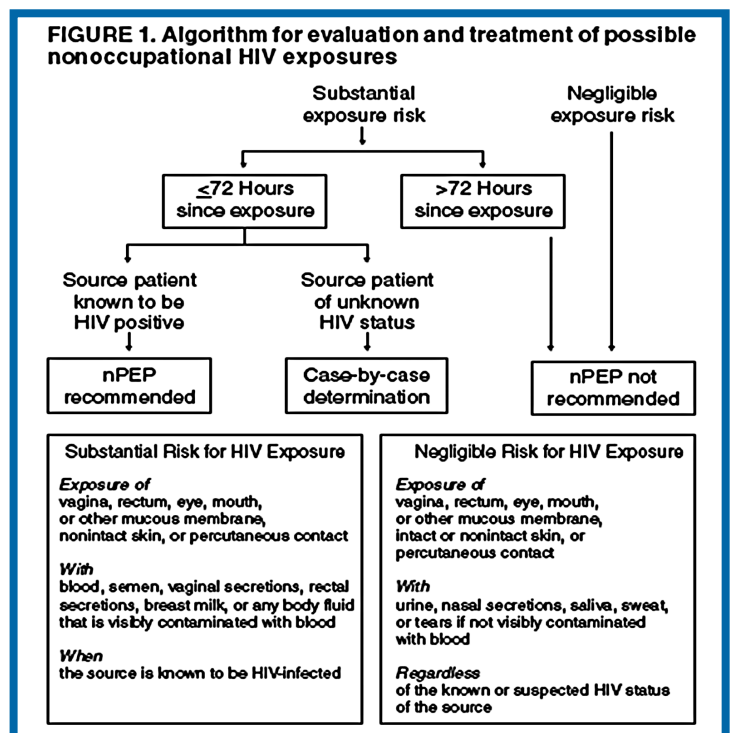 FIGURE 1. Algorithm for evaluation and treatment of possible
nonoccupational HIV exposures
Substantial
exposure risk
Negligible
exposure risk
≤72 Hours
since exposure
>72 Hours
since exposure
Source patient
known to be
HIV positive
Source patient
of unknown
HIV status
nPEP
recommended
Case-by-case
determination
nPEP not
recommended
Substantial Risk for HIV Exposure
Exposure of
vagina, rectum, eye, mouth,
or other mucous membrane,
nonintact skin, or percutaneous contact
With
blood, semen, vaginal secretions, rectal
secretions, breast milk, or any body fluid
that is visibly contaminated with blood
When
the source is known to be HIV-infected
Negligible Risk for HIV Exposure
Exposure of
vagina, rectum, eye, mouth,
or other mucous membrane,
intact or nonintact skin, or
percutaneous contact
With
urine, nasal secretions, saliva, sweat,
or tears if not visibly contaminated
with blood
Regardless
of the known or suspected HIV status
of the source